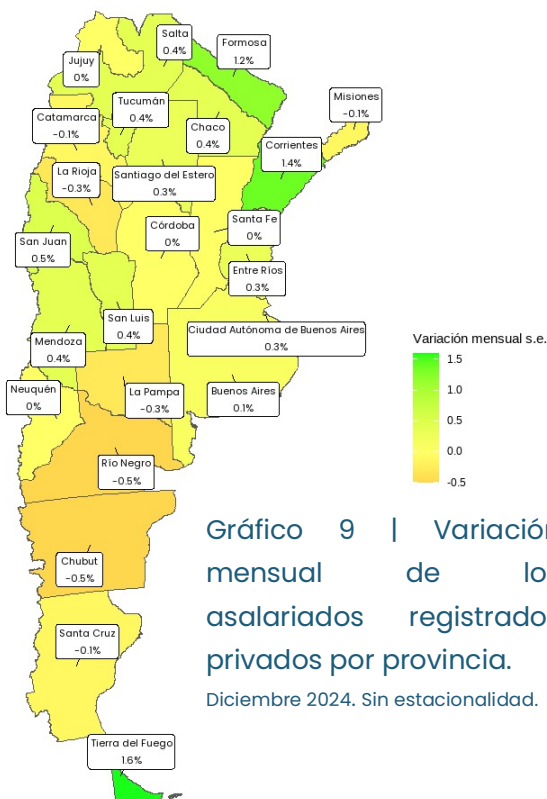 Salta
0.4%
Formosa
1.2%
Jujuy
0%
Misiones
-0.1%
Tucumán
0.4%
Catamarca
-0.1%
Chaco
0.4%
Corrientes
1.4%
La Rioja
-0.3%
Santiago del Estero
0.3%
Córdoba
0%
Santa Fe
0%
San Juan
0.5%
Entre Ríos
0.3%
San Luis
0.4%
Ciudad Autónoma de Buenos Aires
0.3%
Mendoza
0.4%
Neuquén
0%
La Pampa
-0.3%
Buenos Aires
0.1%
Río Negro
-0.5%
Chubut
-0.5%
Santa Cruz
-0.1%
Tierra del Fuego
1.6%
Variación mensual s.e.
1.5
1.0
0.5
0.0
-0.5
Gráfico 9 | Variación
mensual de lo
asalariados registrado
privados por provincia.
Diciembre 2024. Sin estacionalidad.